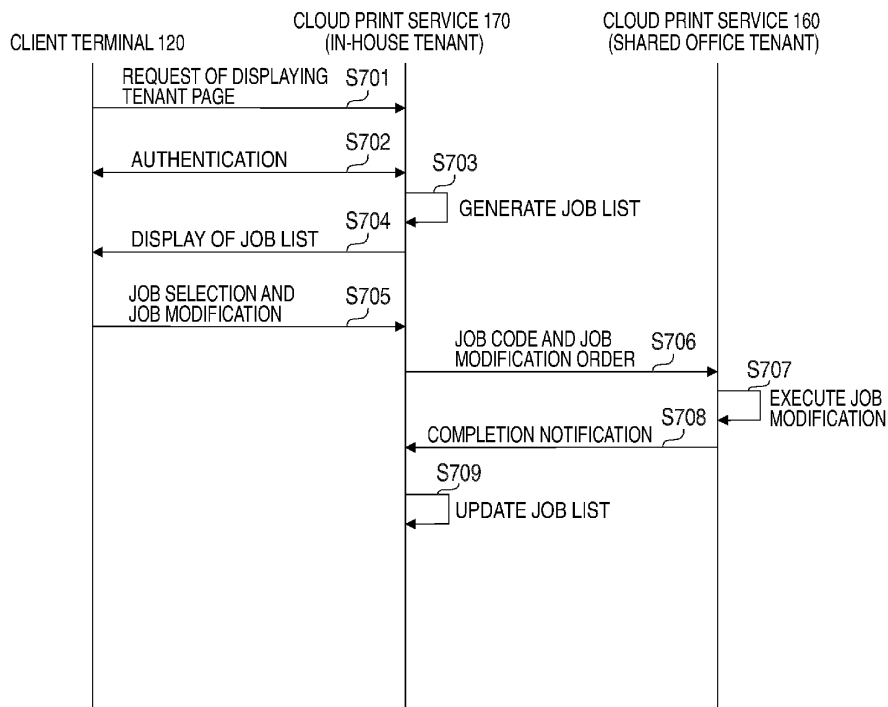 CLIENT TERMINAL 120
CLOUD PRINT SERVICE 170
(IN-HOUSE TENANT)
CLOUD PRINT SERVICE 160
(SHARED OFFICE TENANT)
REQUEST OF DISPLAYING
TENANT PAGE
S701
S702
AUTHENTICATION
S703
GENERATE JOB LIST
S704
DISPLAY OF JOB LIST
JOB SELECTION AND
JOB MODIFICATION
S705
JOB CODE AND JOB
MODIFICATION ORDER
S706
S707
EXECUTE JOB
MODIFICATION
S708
COMPLETION NOTIFICATION
S709
UPDATE JOB LIST